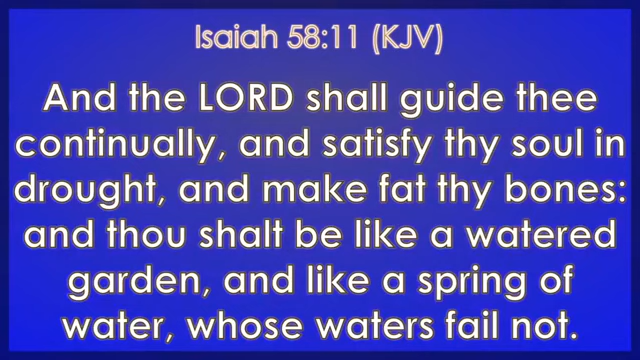 Isaiah 58:11 (KJV)
And the LORD shall guide thee
continually, and satisfy thy soul in
drought, and make fat thy bones:
and thou shalt be like a watered
garden, and like a spring of
water, whose waters fail not.